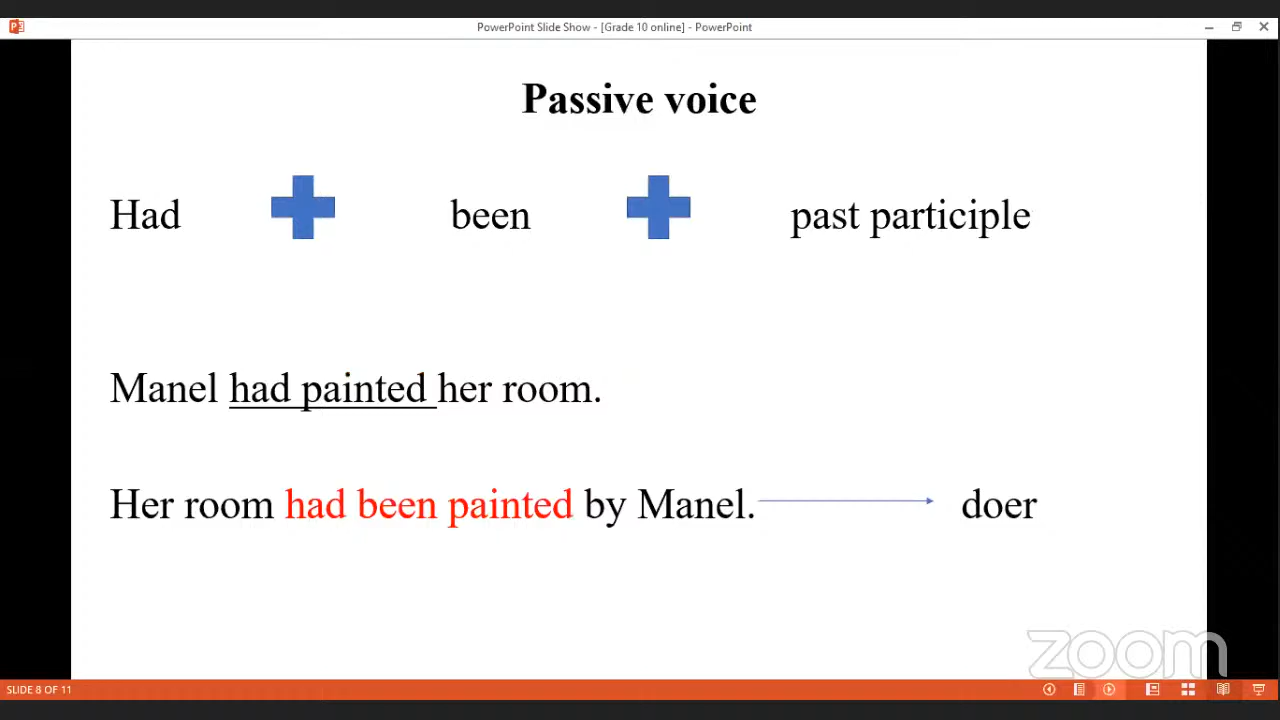 PowerPoint Slide Show - [Grade 10 online] - PowerPoint
Passive voice
Had been past participle
Manel had painted her room.
Her room had been painted by Manel. doer
zoom
SLIDE 8 OF 11